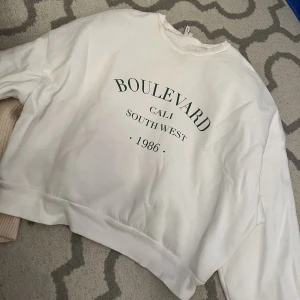 BOULEVARD
CALI
SOUTHWEST
· 1986 ·